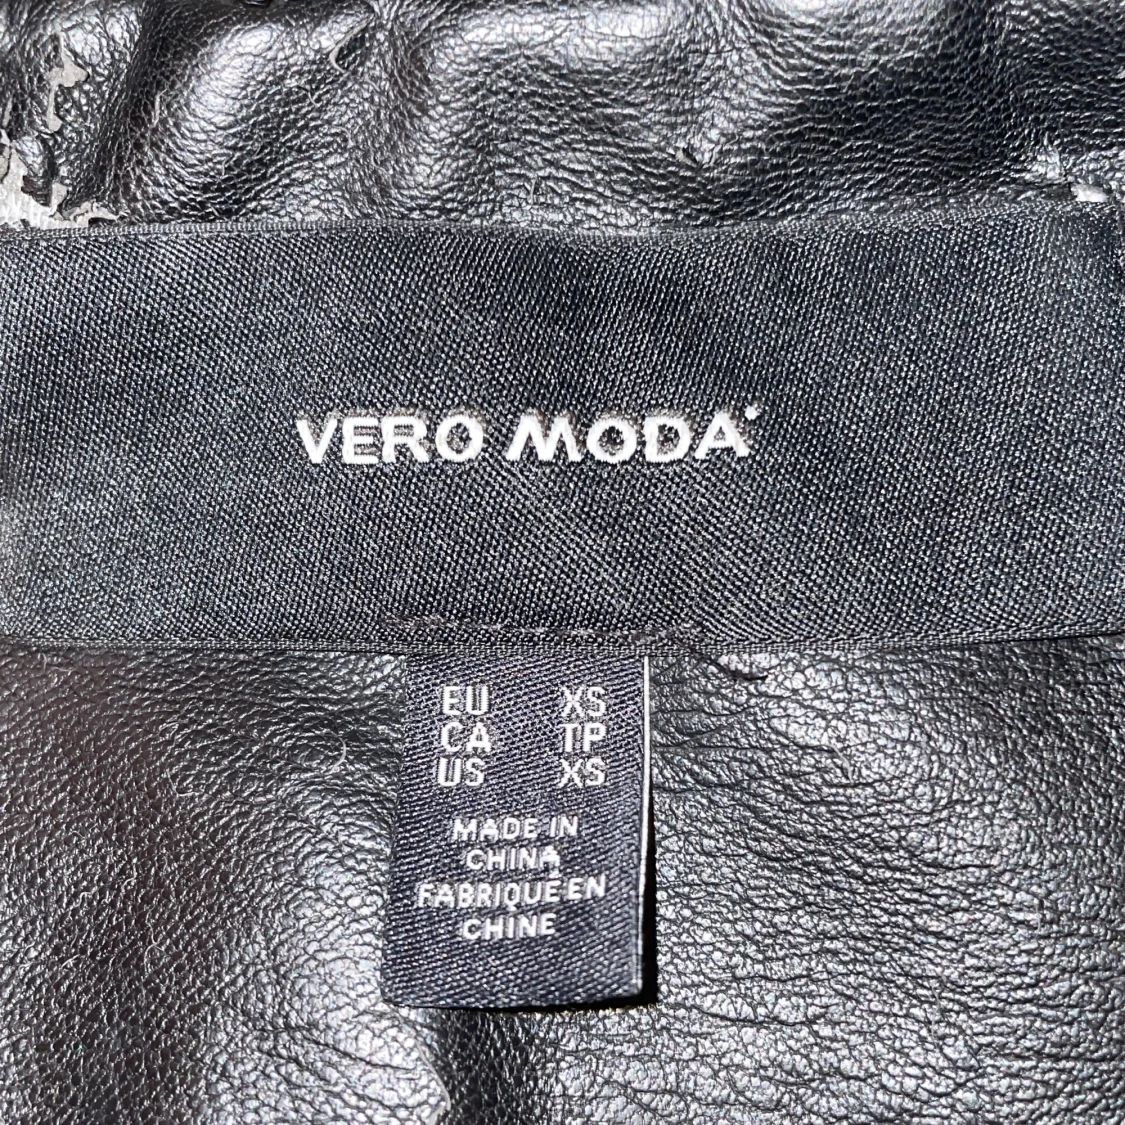 VERO MODA
EU XS
CA TP
US XS
MADE IN
CHINA
FABRIQUÉ EN
CHINE